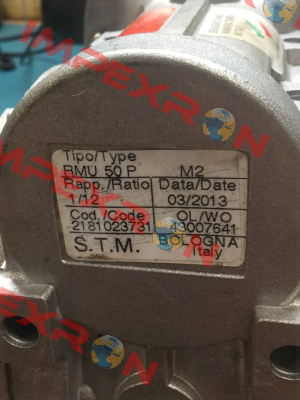 IMPEXRON
Tipo/Type
RMU 50 P M2
Rapp./Ratio Data/Date
1/12 03/2013
Cod./Code OL/WO
2181023731 43007641
S.T.M. BOLOGNA
Italy